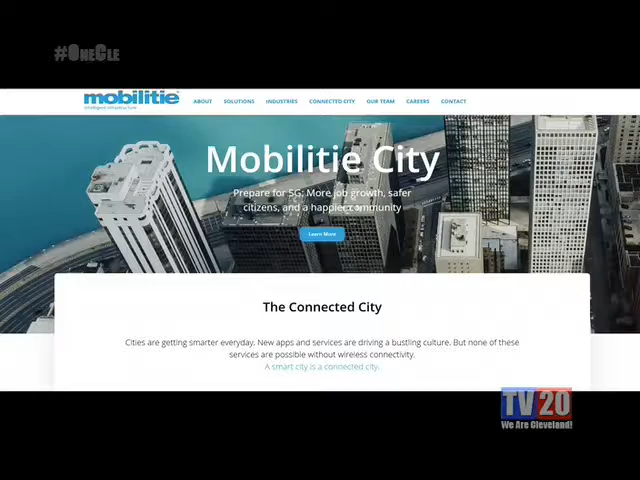 #OneCle
mobilitie
ABOUT SOLUTIONS INDUSTRIES CONNECTED CITY OUR TEAM CAREERS CONTACT
Mobilitie City
Prepare for 5G: More job growth, safer
citizens, and a happier community
Learn More
The Connected City
Cities are getting smarter everyday. New apps and services are driving a bustling culture. But none of these
services are possible without wireless connectivity.
A smart city is a connected city.
TV20
We Are Cleveland!